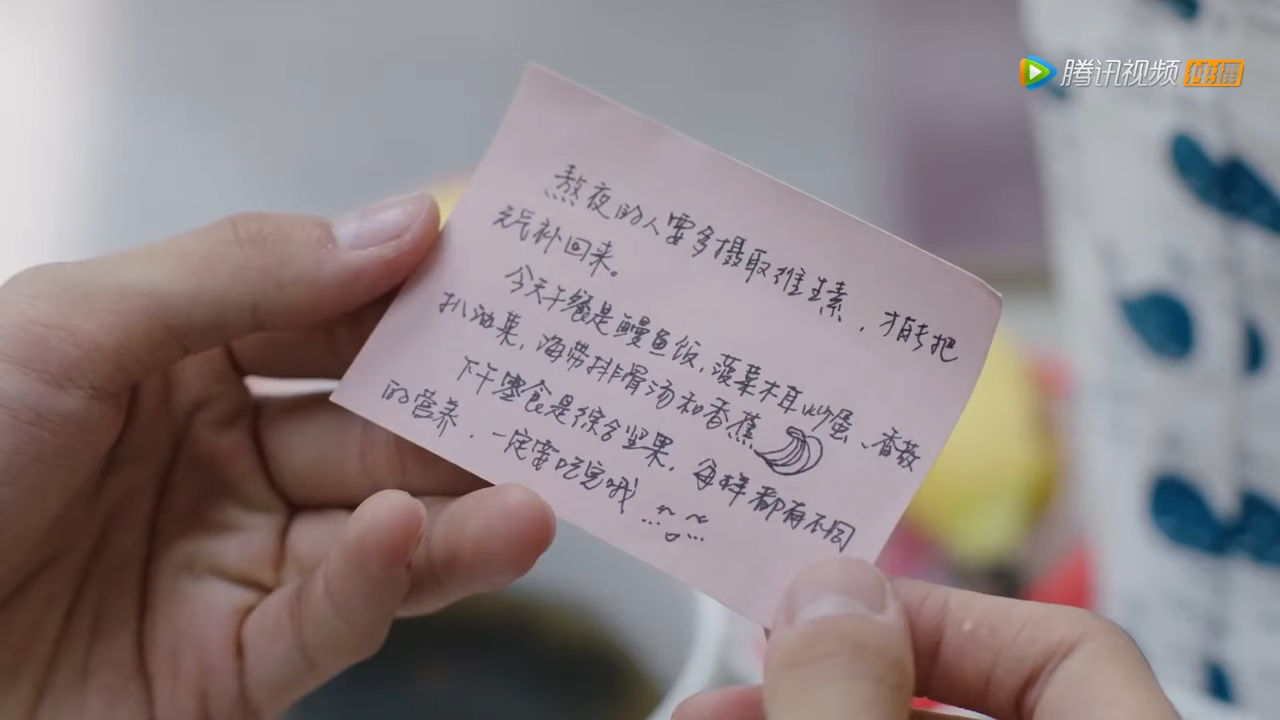 腾讯视频 独播
熬夜的人要多摄取维素，才能把
元气补回来。
今天午餐是鳗鱼饭，菠菜木耳炒蛋、香菇
扒油菜，海带排骨汤和香蕉
下午塞食是综合坚果，每样都有不同
的营养，一定要吃完哦